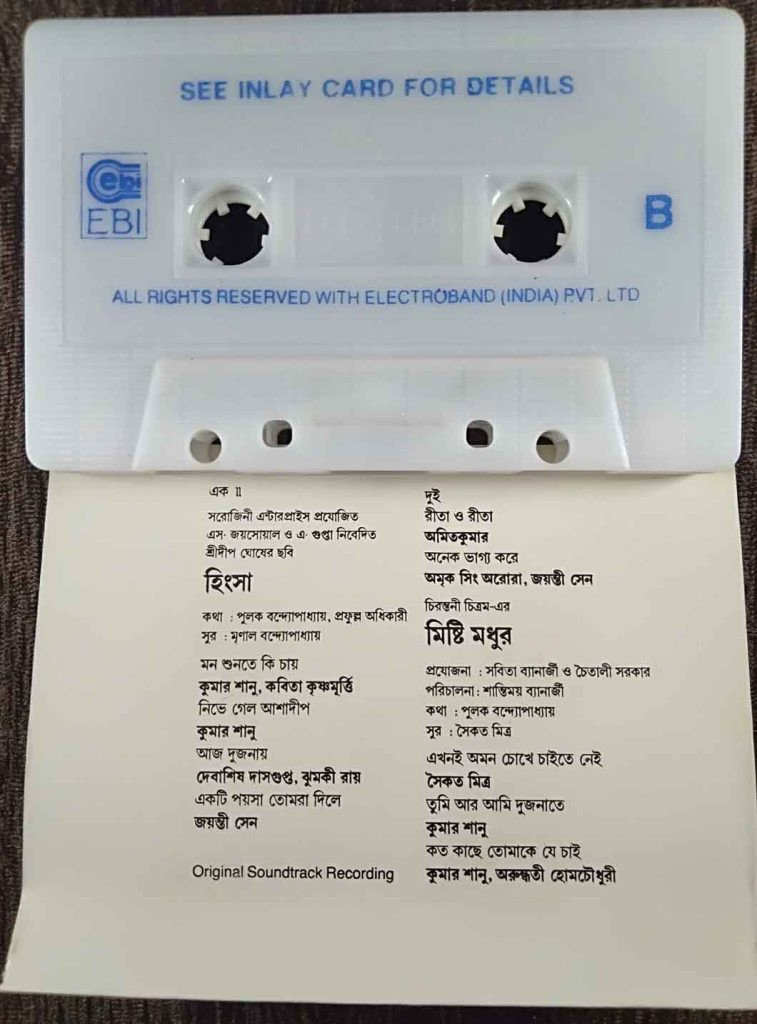 SEE INLAY CARD FOR DETAILS
ebi
EBI
B
ALL RIGHTS RESERVED WITH ELECTROBAND (INDIA) PVT. LTD
এক ॥
সরোজিনী এন্টারপ্রাইস প্রযোজিত
এস· জয়সোয়াল ও এ· গুপ্তা নিবেদিত
শ্রীদীপ ঘোষের ছবি
হিংসা
কথা : পুলক বন্দ্যোপাধ্যায়, প্রফুল্ল অধিকারী
সুর : মৃণাল বন্দ্যোপাধ্যায়
মন শুনতে কি চায়
কুমার শানু, কবিতা কৃষ্ণমূর্ত্তি
নিভে গেল আশাদীপ
কুমার শানু
আজ দুজনায়
দেবাশিষ দাসগুপ্ত, ঝুমকী রায়
একটি পয়সা তোমরা দিলে
জয়ন্তী সেন
Original Soundtrack Recording
দুই
রীতা ও রীতা
অমিতকুমার
অনেক ভাগ্য করে
অমৃক সিং অরোরা, জয়ন্তী সেন
চিরন্তনী চিত্রম-এর
মিষ্টি মধুর
প্রযোজনা : সবিতা ব্যানার্জী ও চৈতালী সরকার
পরিচালনা : শান্তিময় ব্যানার্জী
কথা : পুলক বন্দ্যোপাধ্যায়
সুর : সৈকত মিত্র
এখনই অমন চোখে চাইতে নেই
সৈকত মিত্র
তুমি আর আমি দুজনাতে
কুমার শানু
কত কাছে তোমাকে যে চাই
কুমার শানু, অরুন্ধতী হোমচৌধুরী